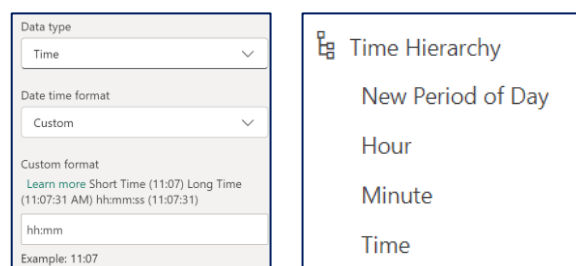 Data type
Time
Date time format
Custom
Custom format
Learn more Short Time (11:07) Long Time
(11:07:31 AM) hh:mm:ss (11:07:31)
hh:mm
Example: 11:07
Time Hierarchy
New Period of Day
Hour
Minute
Time